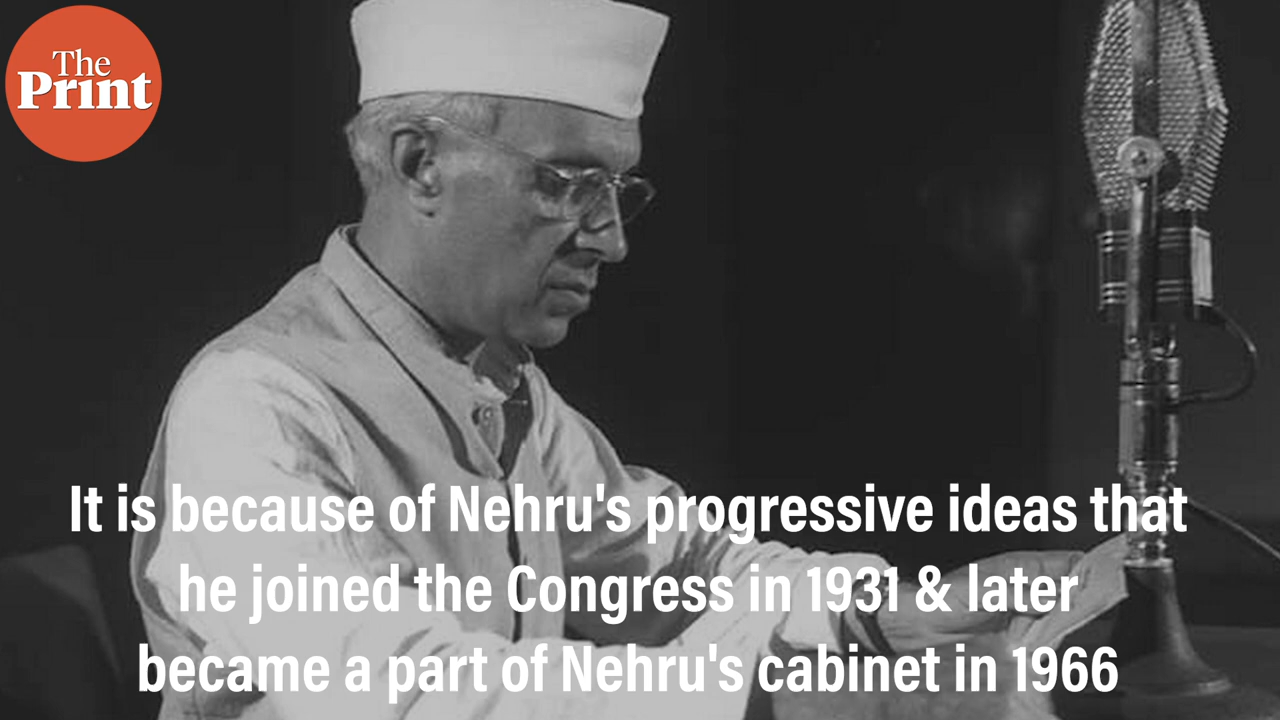 The
Print
It is because of Nehru's progressive ideas that
he joined the Congress in 1931 & later
became a part of Nehru's cabinet in 1966